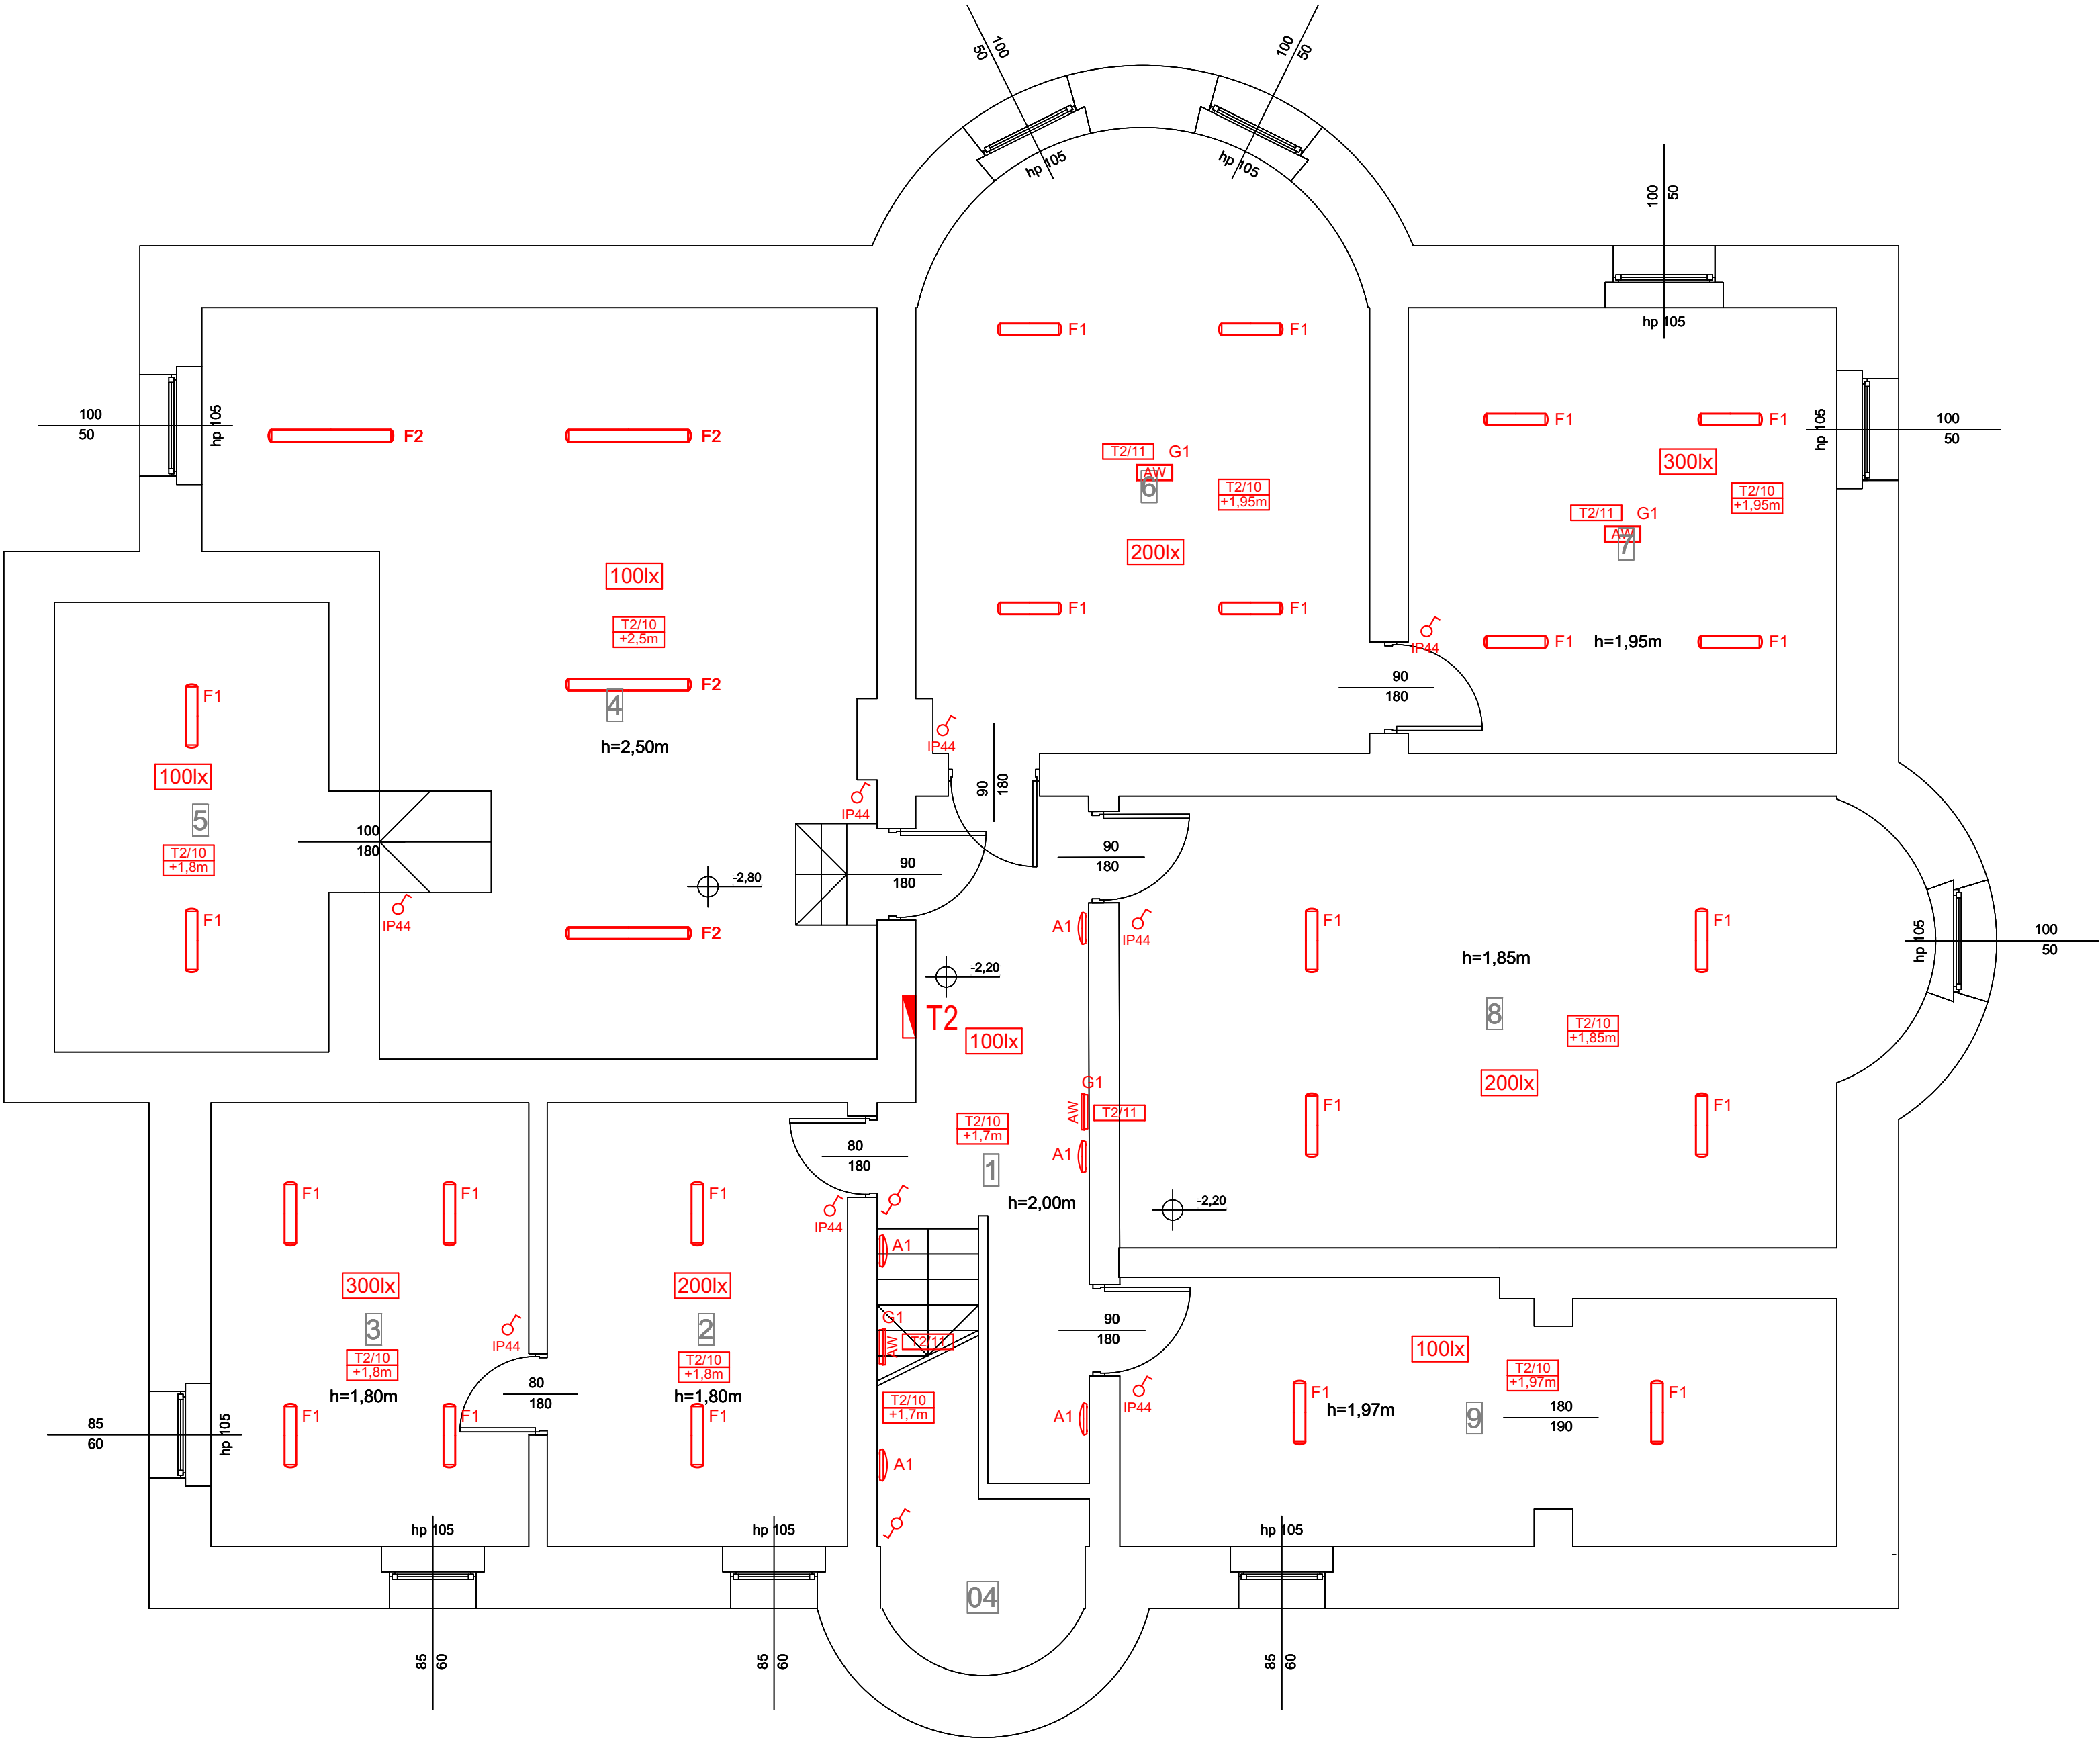 100
50
100
50
hp 105
hp 105
100
50
hp 105
F1
F1
100
50
hp 105
F2
F2
F1
F1
hp 105
100
50
T2/11
G1
AW
6
T2/10
+1,95m
300lx
T2/10
+1,95m
T2/11
G1
AW
7
200lx
100lx
T2/10
+2,5m
F1
F1
IP44
F1
h=1,95m
F1
F2
4
h=2,50m
90
180
F1
100lx
5
T2/10
+1,8m
F1
IP44
90
180
IP44
100
180
IP44
-2,80
90
180
90
180
F2
A1
IP44
F1
F1
hp 105
100
50
h=1,85m
-2,20
T2
100lx
8
T2/10
+1,85m
200lx
G1
AW
T2/11
F1
F1
T2/10
+1,7m
A1
1
h=2,00m
80
180
IP44
-2,20
F1
F1
F1
A1
300lx
200lx
3
2
IP44
T2/10
+1,8m
h=1,80m
T2/10
+1,8m
h=1,80m
G1
AW
T2/11
90
180
100lx
T2/10
+1,97m
80
180
F1
F1
T2/10
+1,7m
A1
IP44
F1
h=1,97m
9
180
190
F1
85
60
hp 105
A1
hp 105
hp 105
hp 105
04
85
60
85
60
85
60